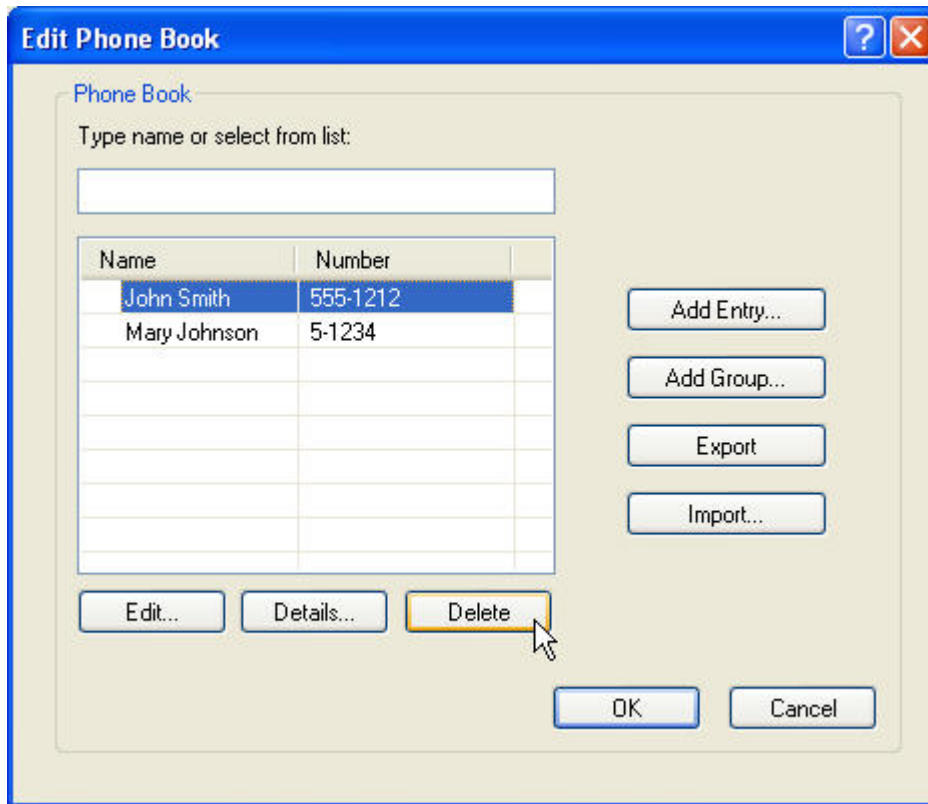 Edit Phone Book
?
Phone Book
Type name or select from list:
Name Number
John Smith 555-1212
Mary Johnson 5-1234
Add Entry...
Add Group...
Export
Import...
Edit... Details... Delete
OK Cancel